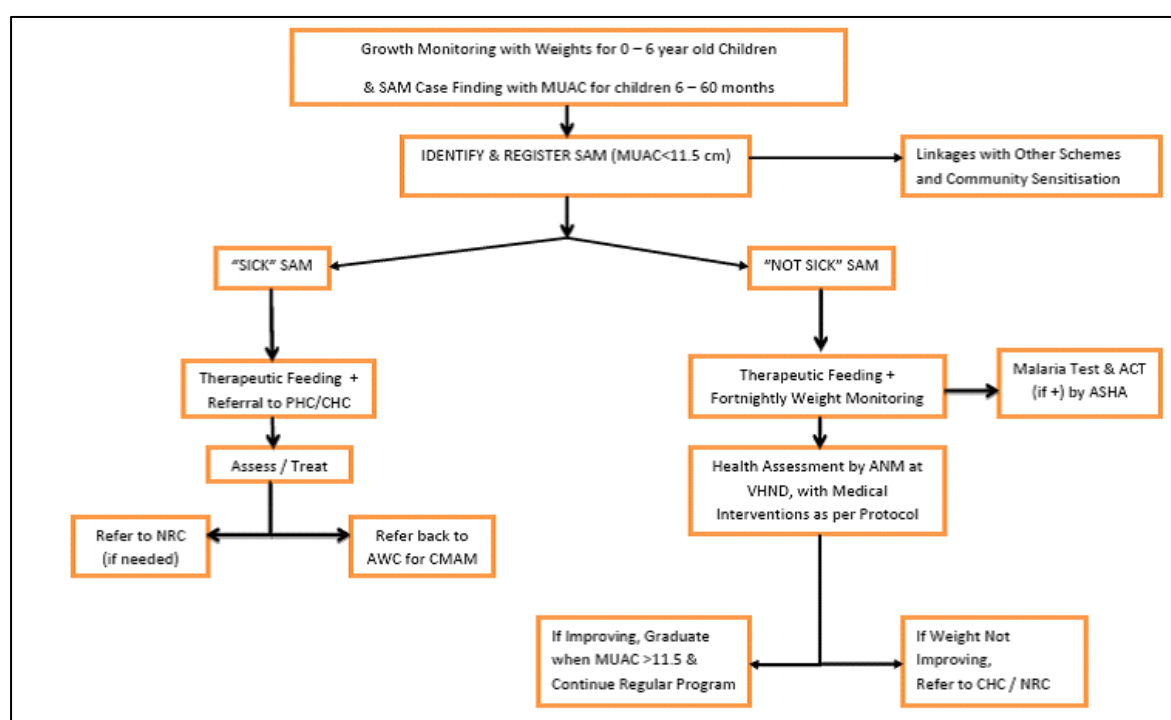 Growth Monitoring with Weights for 0 – 6 year old Children
& SAM Case Finding with MUAC for children 6 – 60 months
IDENTIFY & REGISTER SAM (MUAC<11.5 cm)
Linkages with Other Schemes
and Community Sensitisation
"SICK" SAM
"NOT SICK" SAM
Therapeutic Feeding +
Referral to PHC/CHC
Therapeutic Feeding +
Fortnightly Weight Monitoring
Malaria Test & ACT
(if +) by ASHA
Assess / Treat
Health Assessment by ANM at
VHND, with Medical
Interventions as per Protocol
Refer to NRC
(if needed)
Refer back to
AWC for CMAM
If Improving, Graduate
when MUAC >11.5 &
Continue Regular Program
If Weight Not
Improving,
Refer to CHC / NRC